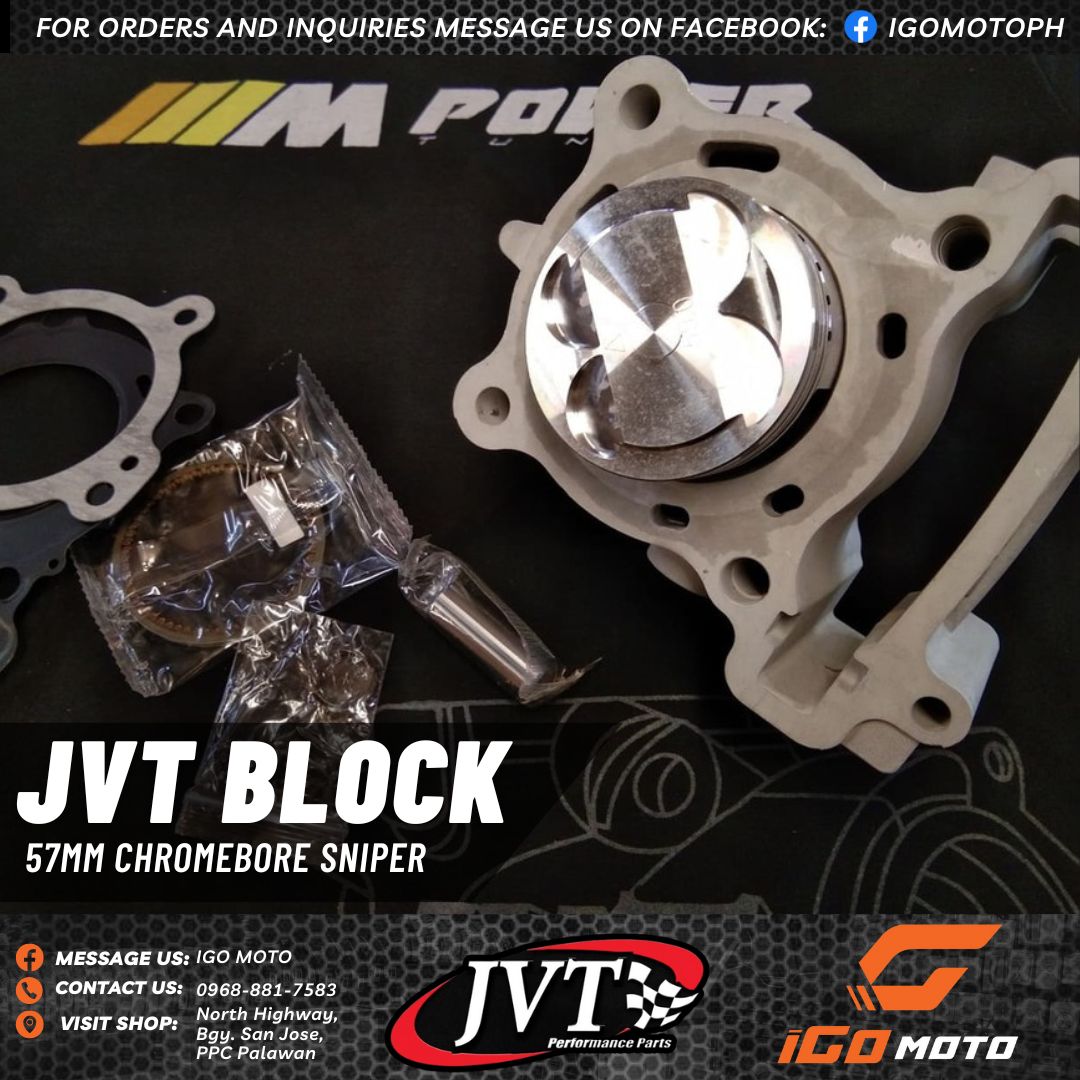 FOR ORDERS AND INQUIRIES MESSAGE US ON FACEBOOK: IGOMOTOPH
M POWER
JVT BLOCK
57MM CHROMEBORE SNIPER
MESSAGE US: IGO MOTO
CONTACT US: 0968-881-7583
VISIT SHOP: North Highway,
Bgy. San Jose,
PPC Palawan
JVT
Performance Parts
iGO MOTO